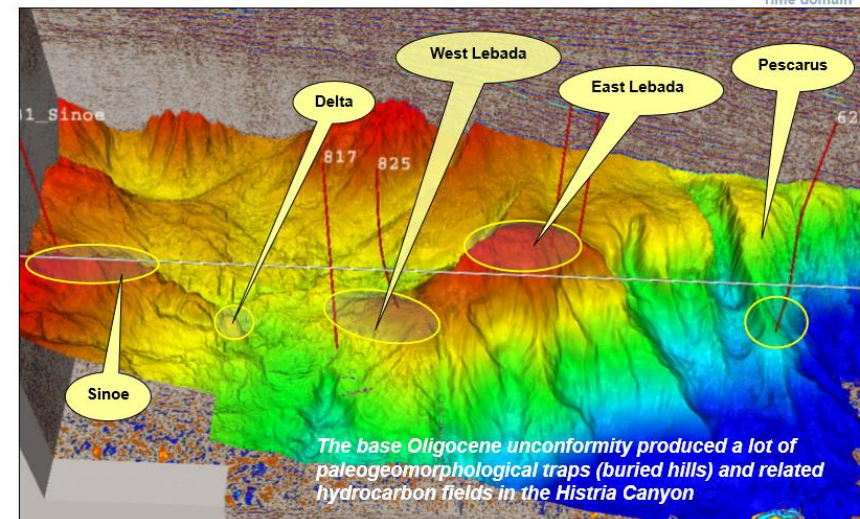 Time domain
West Lebada
Pescarus
East Lebada
Delta
31_Sinoe
62
817
825
Sinoe
The base Oligocene unconformity produced a lot of
paleogeomorphological traps (buried hills) and related
hydrocarbon fields in the Histria Canyon